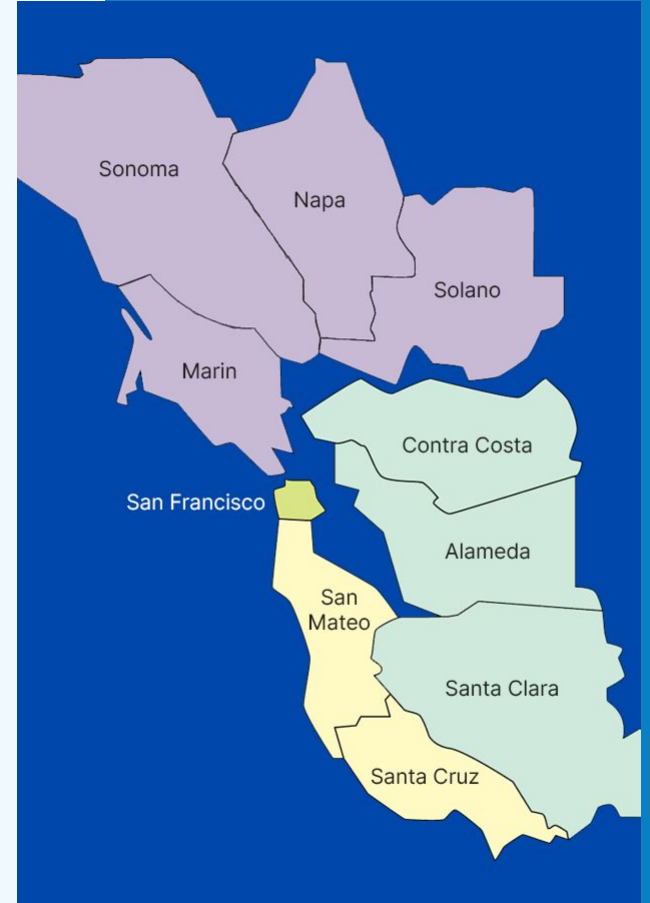 Sonoma
Napa
Solano
Marin
Contra Costa
San Francisco
Alameda
San
Mateo
Santa Clara
Santa Cruz